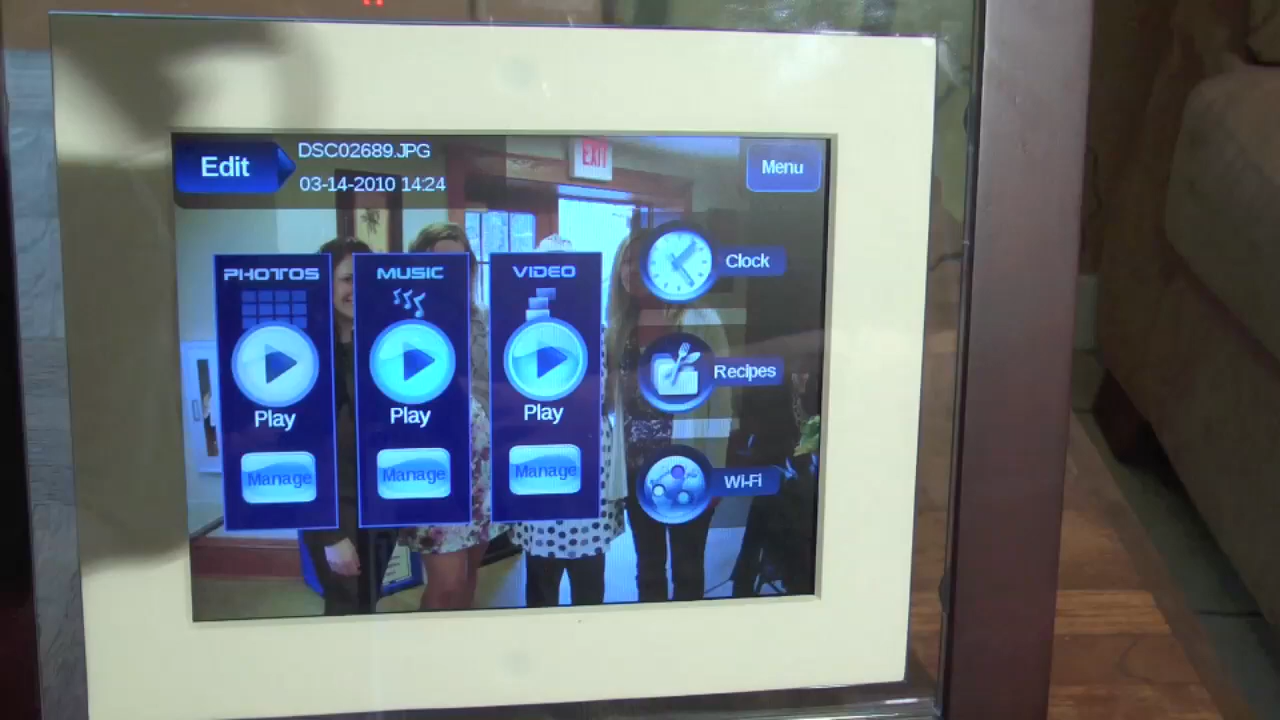 Edit
DSC02689.JPG
03-14-2010 14:24
EXIT
Menu
PHOTOS
MUSIC
VIDEO
Clock
Play
Play
Play
Recipes
Manage
Manage
Manage
Wi-Fi